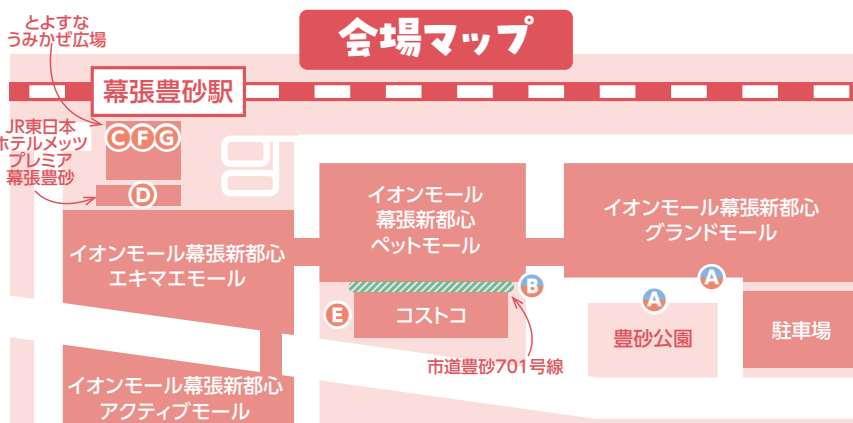 会場マップ
とよすな
うみかぜ広場
幕張豊砂駅
JR東日本
ホテルメッツ
プレミア
幕張豊砂
C F G
D
イオンモール
幕張新都心
ペットモール
イオンモール幕張新都心
グランドモール
イオンモール幕張新都心
エキマエモール
A
B
A
E
コストコ
豊砂公園
駐車場
市道豊砂701号線
イオンモール幕張新都心
アクティブモール